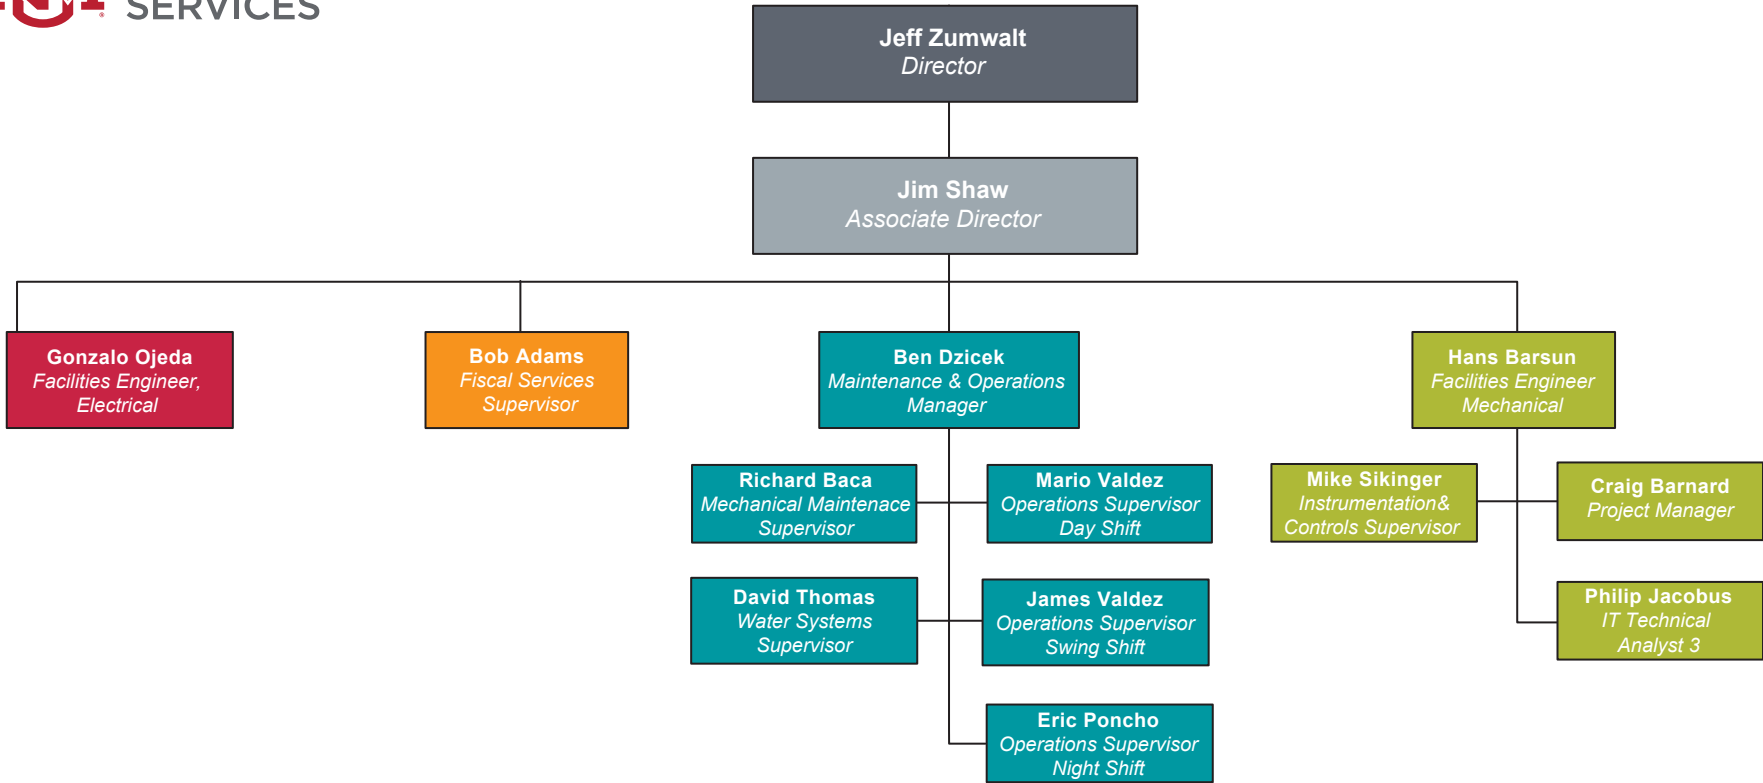 SERVICES
Jeff Zumwalt
Director
Jim Shaw
Associate Director
Gonzalo Ojeda
Facilities Engineer,
Electrical
Bob Adams
Fiscal Services
Supervisor
Ben Dzicek
Maintenance & Operations
Manager
Hans Barsun
Facilities Engineer
Mechanical
Richard Baca
Mechanical Maintenace
Supervisor
Mario Valdez
Operations Supervisor
Day Shift
Mike Sikinger
Instrumentation&
Controls Supervisor
Craig Barnard
Project Manager
David Thomas
Water Systems
Supervisor
James Valdez
Operations Supervisor
Swing Shift
Philip Jacobus
IT Technical
Analyst 3
Eric Poncho
Operations Supervisor
Night Shift